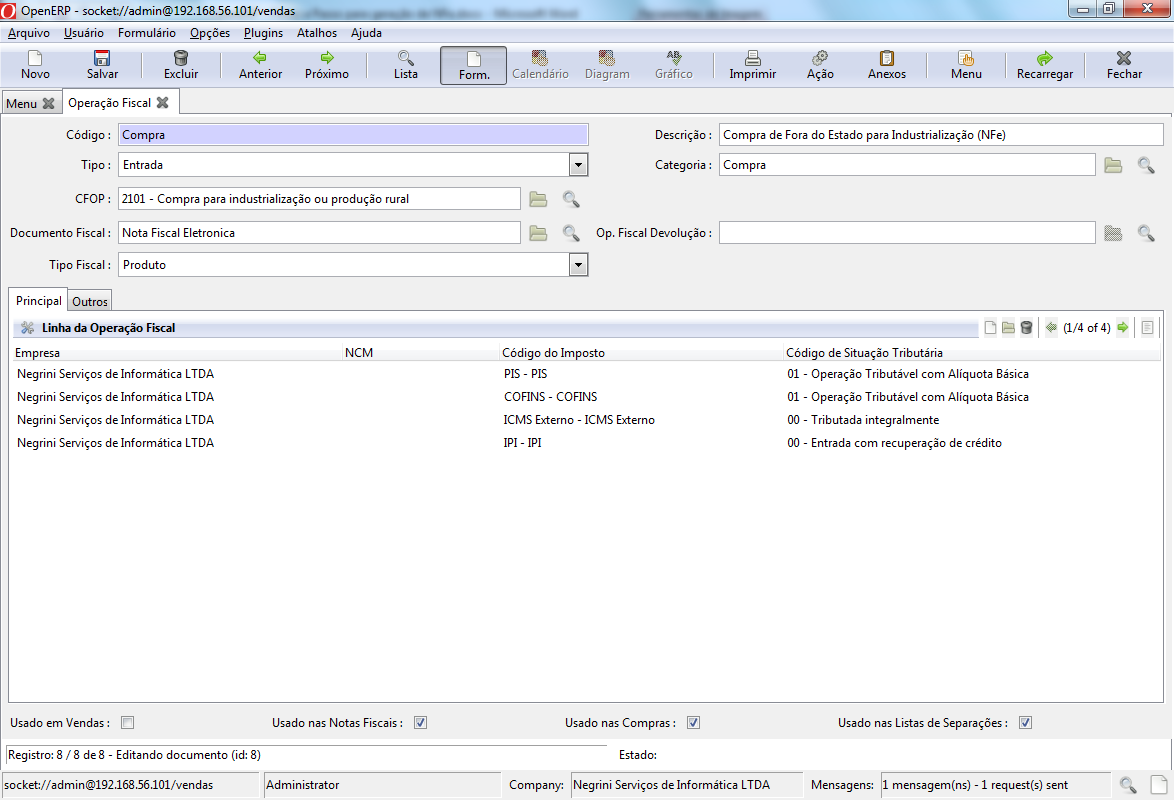 OpenERP - socket://admin@192.168.56.101/vendas
Arquivo Usuário Formulário Opções Plugins Atalhos Ajuda
Novo Salvar Excluir Anterior Próximo Lista Form. Calendário Diagram Gráfico Imprimir Ação Anexos Menu Recarregar Fechar
Menu Operação Fiscal
Código : Compra Descrição : Compra de Fora do Estado para Industrialização (NFe)
Tipo : Entrada Categoria : Compra
CFOP : 2101 - Compra para industrialização ou produção rural
Documento Fiscal : Nota Fiscal Eletronica Op. Fiscal Devolução :
Tipo Fiscal : Produto
Principal Outros
Linha da Operação Fiscal (1/4 of 4)
Empresa NCM Código do Imposto Código de Situação Tributária
Negrini Serviços de Informática LTDA PIS - PIS 01 - Operação Tributável com Alíquota Básica
Negrini Serviços de Informática LTDA COFINS - COFINS 01 - Operação Tributável com Alíquota Básica
Negrini Serviços de Informática LTDA ICMS Externo - ICMS Externo 00 - Tributada integralmente
Negrini Serviços de Informática LTDA IPI - IPI 00 - Entrada com recuperação de crédito
Usado em Vendas : Usado nas Notas Fiscais : Usado nas Compras : Usado nas Listas de Separações :
Registro: 8 / 8 de 8 - Editando documento (id: 8) Estado:
socket://admin@192.168.56.101/vendas Administrator Company: Negrini Serviços de Informática LTDA Mensagens: 1 mensagem(ns) - 1 request(s) sent